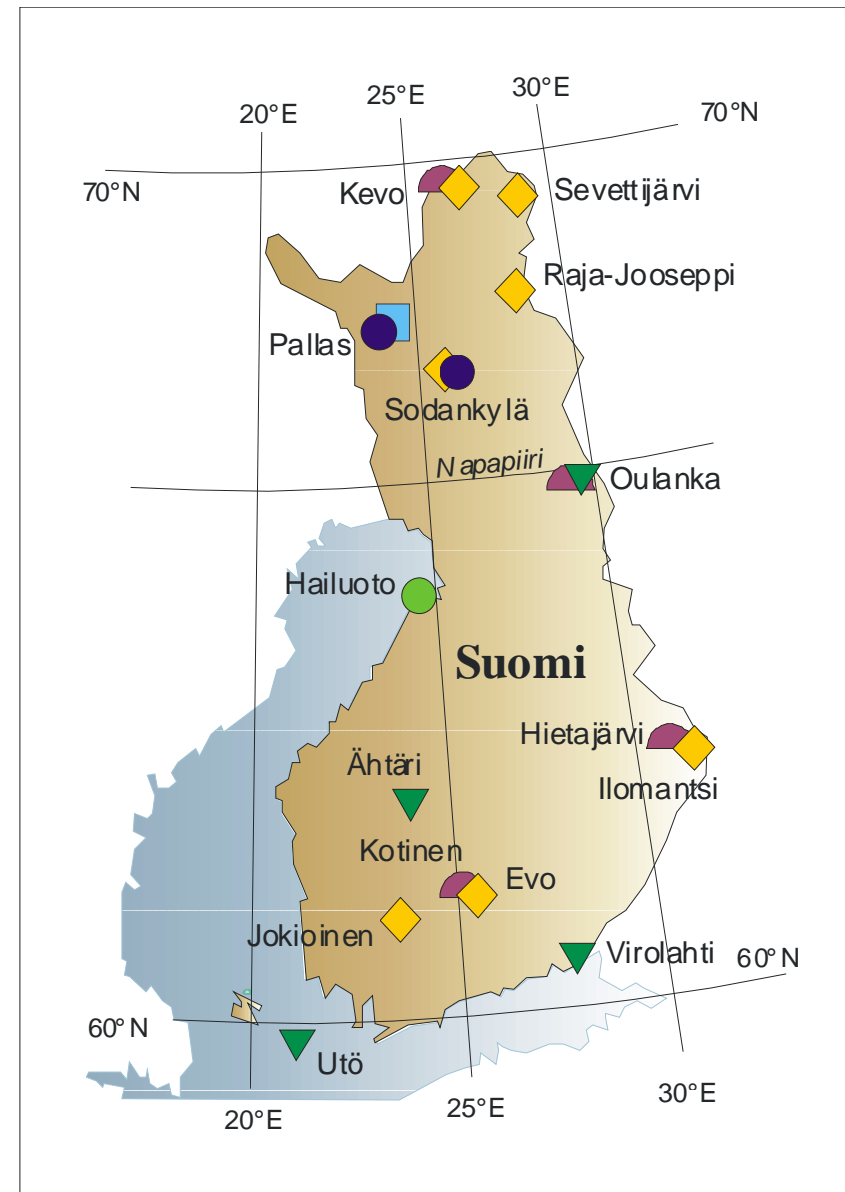 20°E
25°E
30°E
70°N
70°N
Kevo
Sevettijärvi
Raja-Jooseppi
Pallas
Sodankylä
Napapiiri
Oulanka
Hailuoto
Suomi
Hietajärvi
Ähtäri
Ilomantsi
Kotinen
Evo
Jokioinen
Virolahti
60°N
60°N
Utö
20°E
25°E
30°E